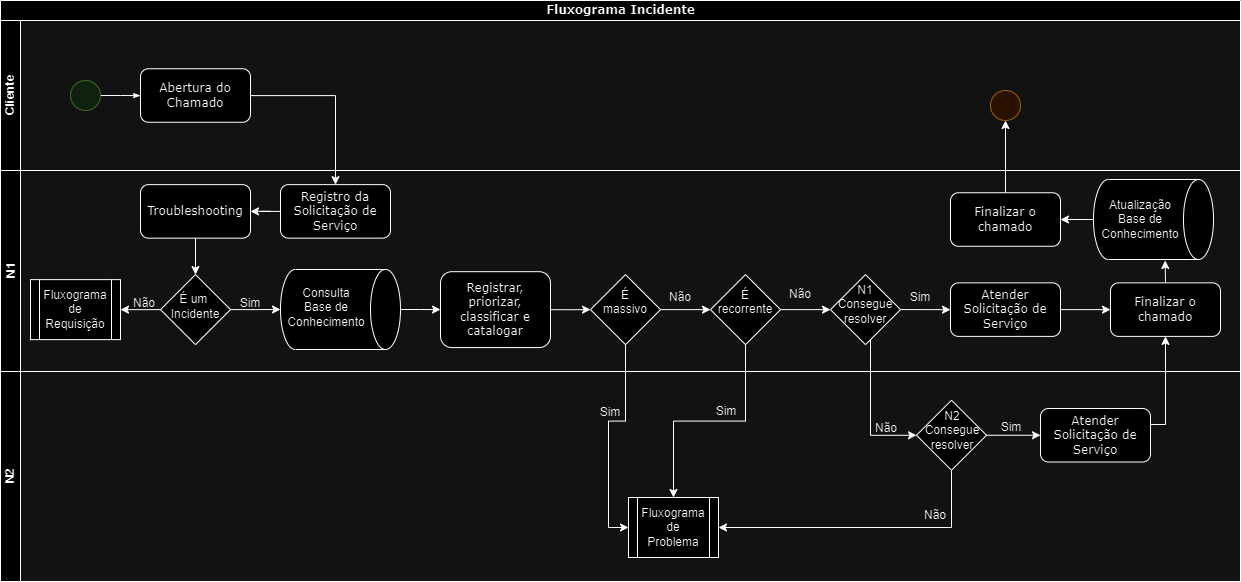 Fluxograma Incidente
Cliente
Abertura do
Chamado
N1
Troubleshooting
Registro da
Solicitação de
Serviço
Finalizar o
chamado
Atualização
Base de
Conhecimento
Fluxograma
de
Requisição
Não
É um
Incidente
Sim
Consulta
Base de
Conhecimento
Registrar,
priorizar,
classificar e
catalogar
É
massivo
Não
É
recorrente
Não
N1
Consegue
resolver
Sim
Atender
Solicitação de
Serviço
Finalizar o
chamado
N2
Sim
Sim
Não
N2
Consegue
resolver
Sim
Atender
Solicitação de
Serviço
Fluxograma
de
Problema
Não